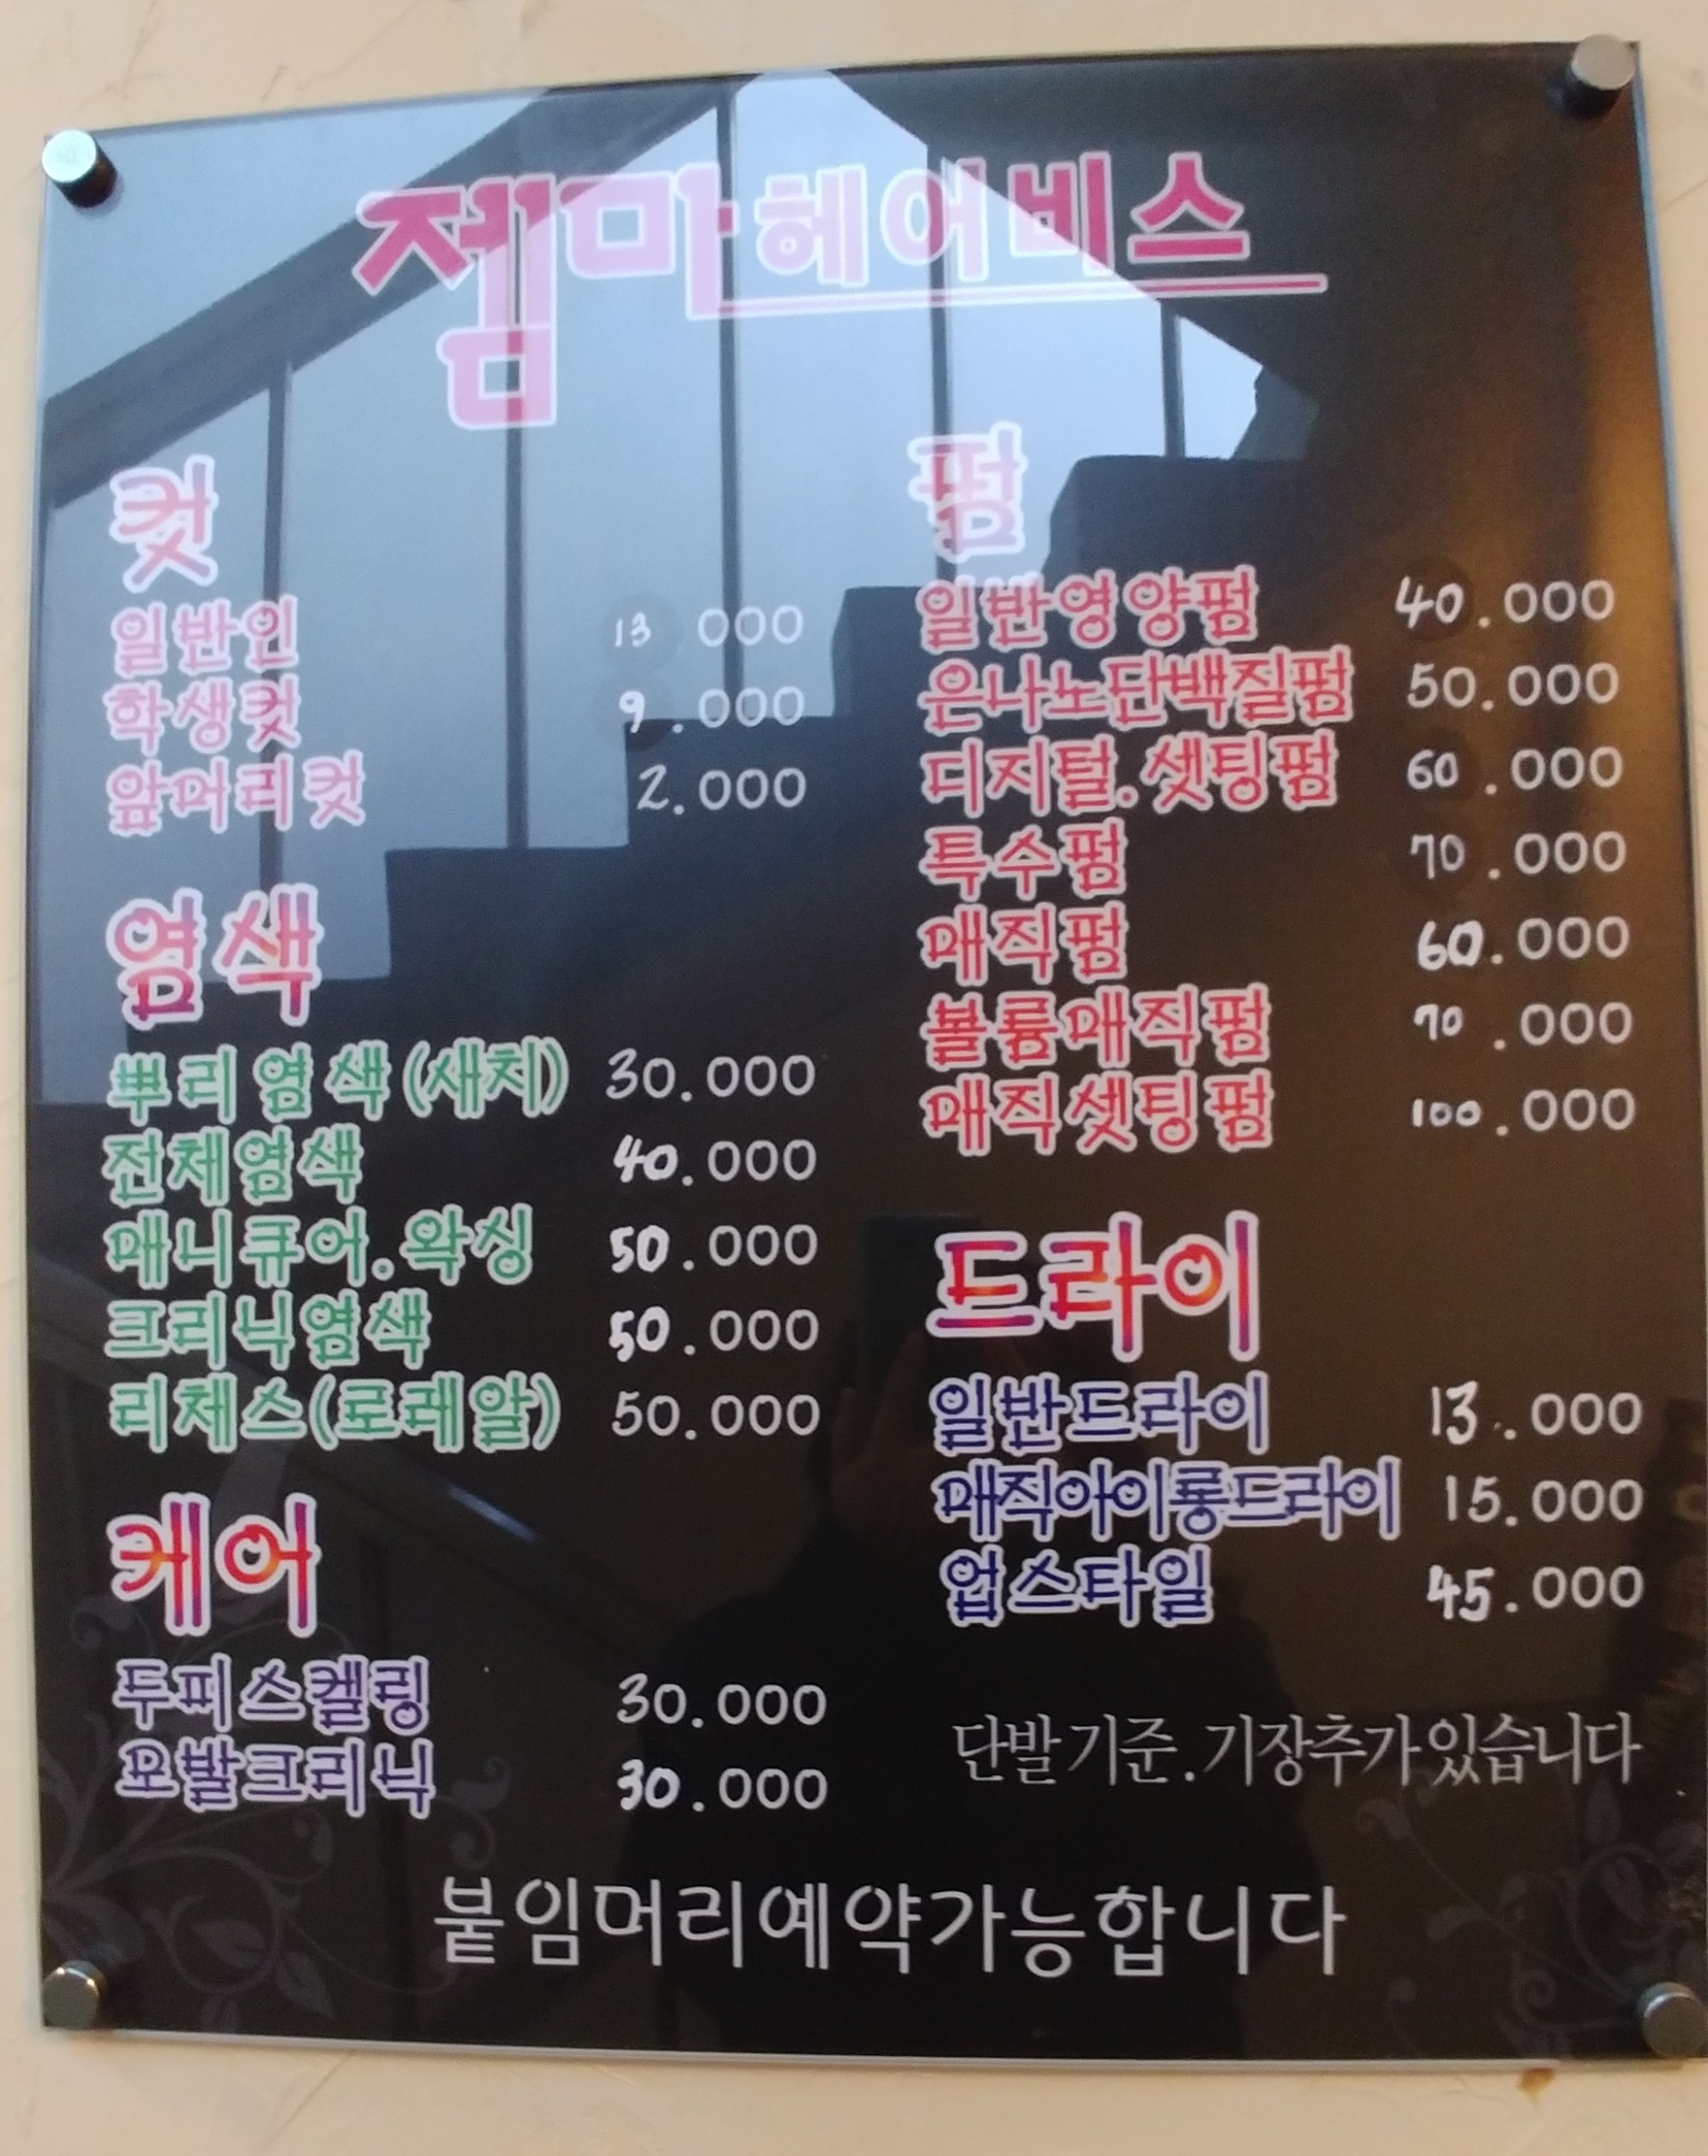 젬마헤어비스
컷
일반인 13.000
학생컷 9.000
앞머리컷 2.000
염색
뿌리염색(새치) 30.000
전체염색 40.000
매니큐어.왁싱 50.000
크리닉염색 50.000
리체스(로레알) 50.000
케어
두피스켈링 30.000
모발크리닉 30.000
펌
일반영양펌 40.000
은나노단백질펌 50.000
디지털.셋팅펌 60.000
특수펌 70.000
매직펌 60.000
볼륨매직펌 70.000
매직셋팅펌 100.000
드라이
일반드라이 13.000
매직아이롱드라이 15.000
업스타일 45.000
단발기준.기장추가있습니다
붙임머리예약가능합니다